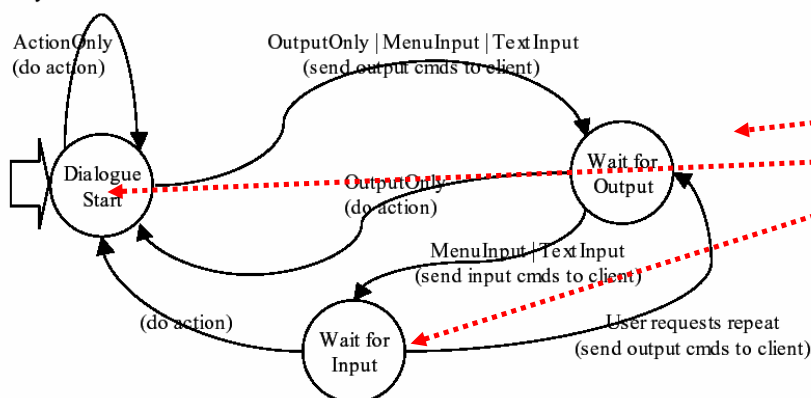 ActionOnly
(do action)
OutputOnly | MenuInput | TextInput
(send output cmds to client)
Dialogue
Start
Wait for
Output
OutputOnly
(do action)
MenuInput | TextInput
(send input cmds to client)
(do action)
Wait for
Input
User requests repeat
(send output cmds to client)